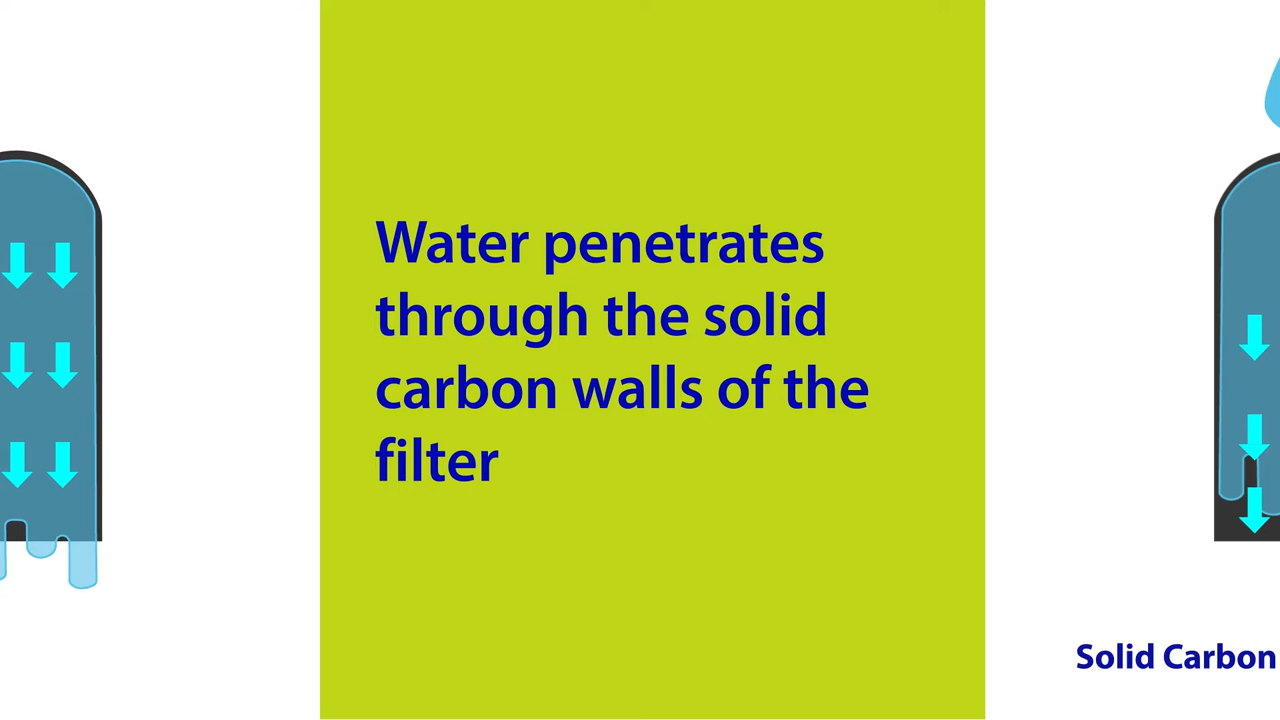 Water penetrates
through the solid
carbon walls of the
filter
Solid Carbon